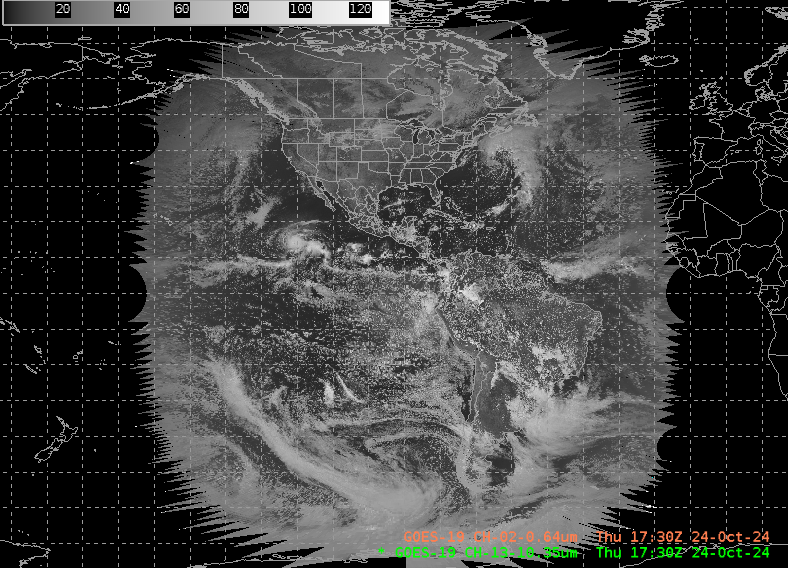 20 40 60 80 100 120
GOES-19 CH-02-0.64um Thu 17:30Z 24-Oct-24
GOES-19 CH-13-10.35um Thu 17:30Z 24-Oct-24